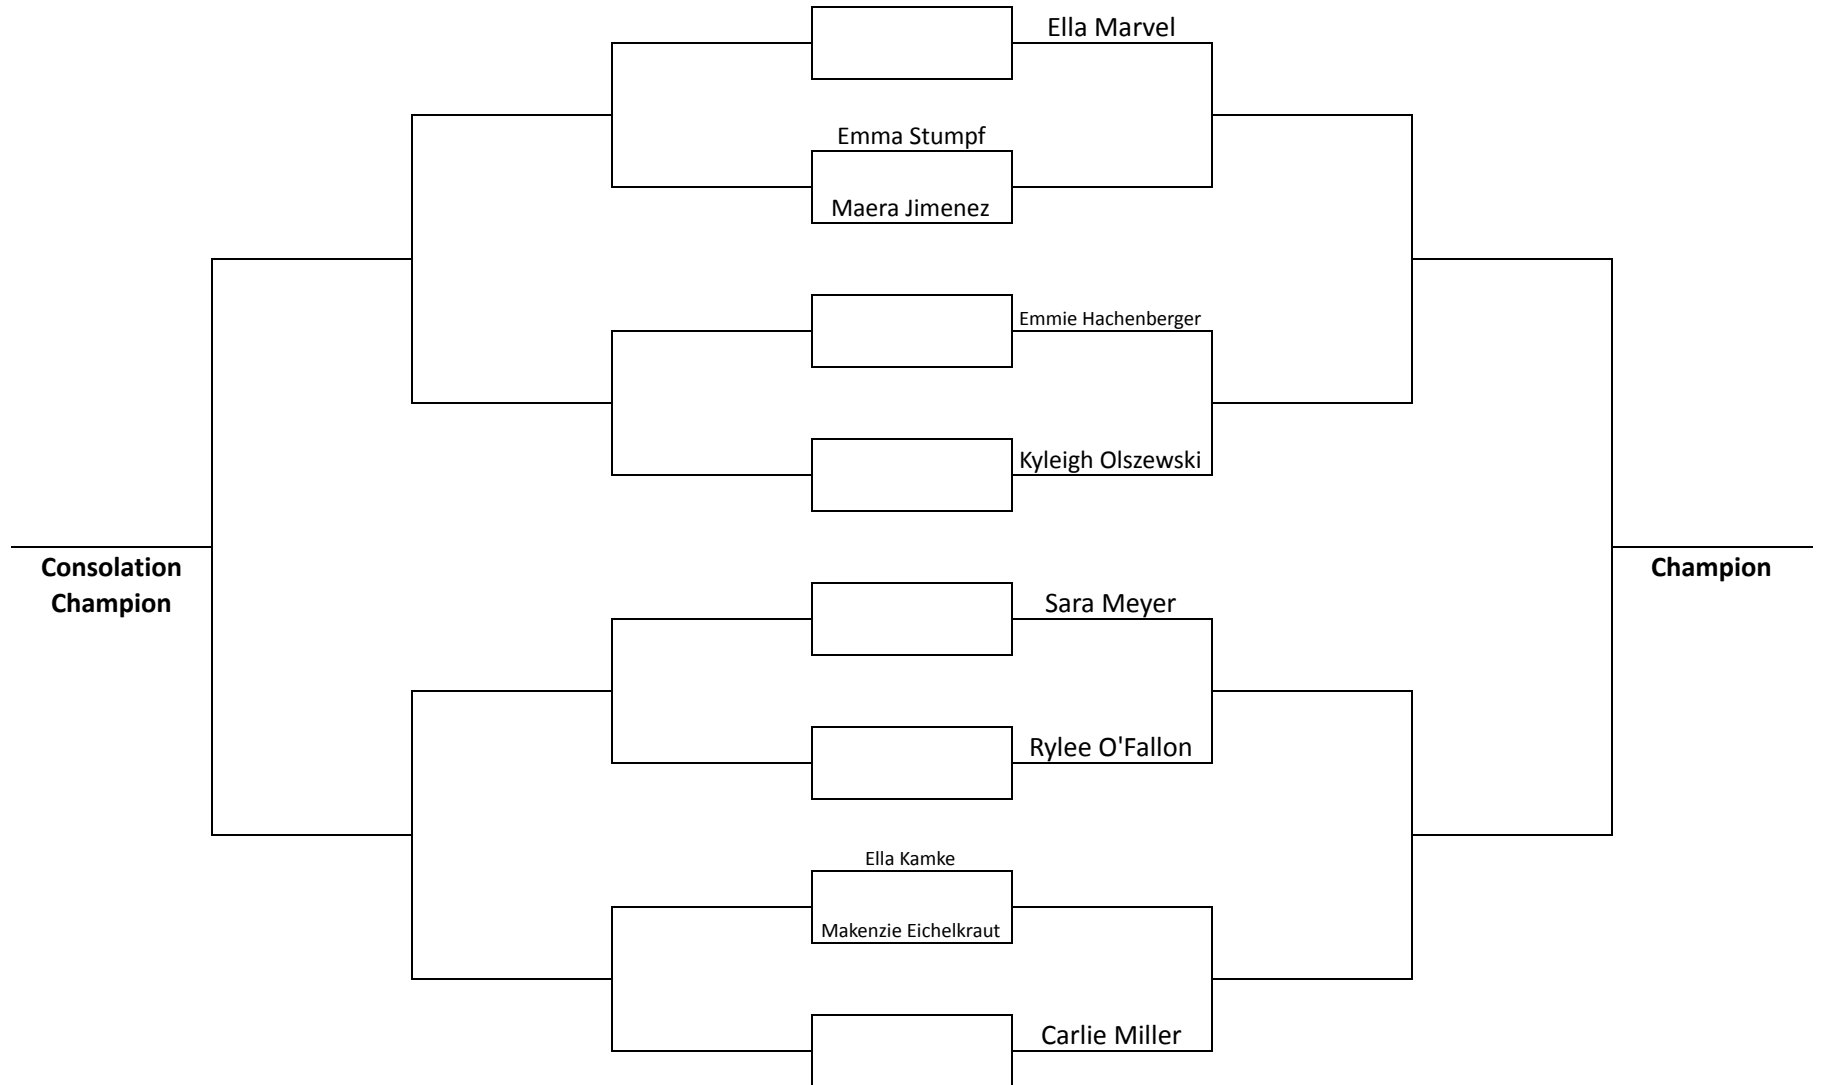 Ella Marvel
Emma Stumpf
Maera Jimenez
Emmie Hachenberger
Kyleigh Olszewski
Consolation
Champion
Champion
Sara Meyer
Rylee O'Fallon
Ella Kamke
Makenzie Eichelkraut
Carlie Miller